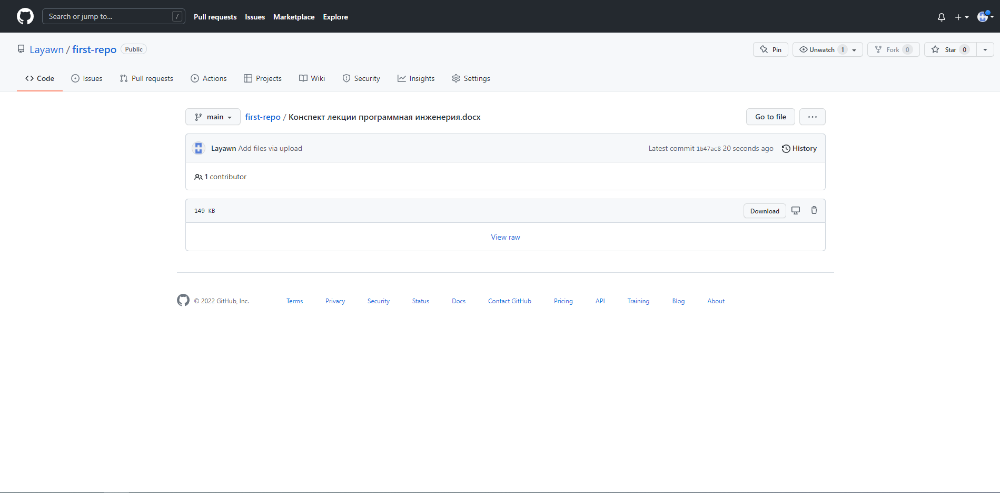 Search or jump to... / Pull requests Issues Marketplace Explore
Layawn / first-repo Public Pin Unwatch 1 Fork 0 Star 0
Code Issues Pull requests Actions Projects Wiki Security Insights Settings
main first-repo / Конспект лекции программная инженерия.docx Go to file ...
Layawn Add files via upload Latest commit 1b47ac8 20 seconds ago History
1 contributor
149 KB Download
View raw
© 2022 GitHub, Inc. Terms Privacy Security Status Docs Contact GitHub Pricing API Training Blog About